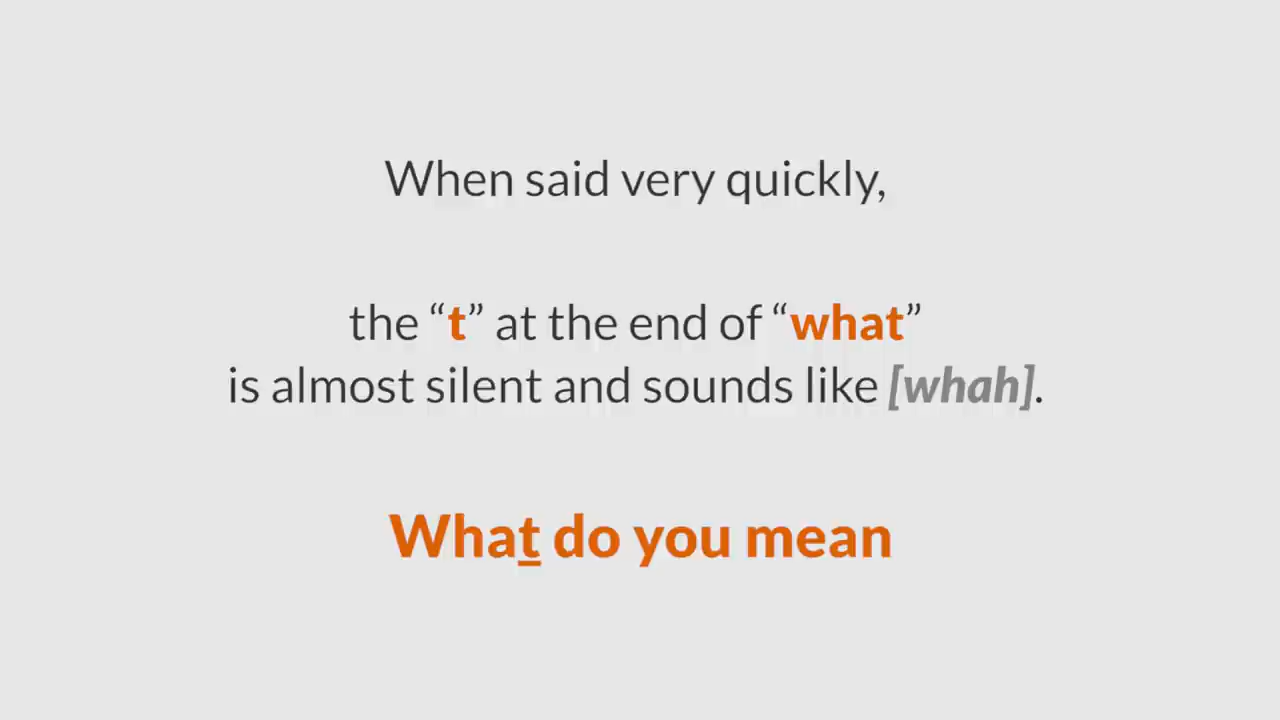 When said very quickly,
the “t” at the end of “what”
is almost silent and sounds like [whah].
What do you mean